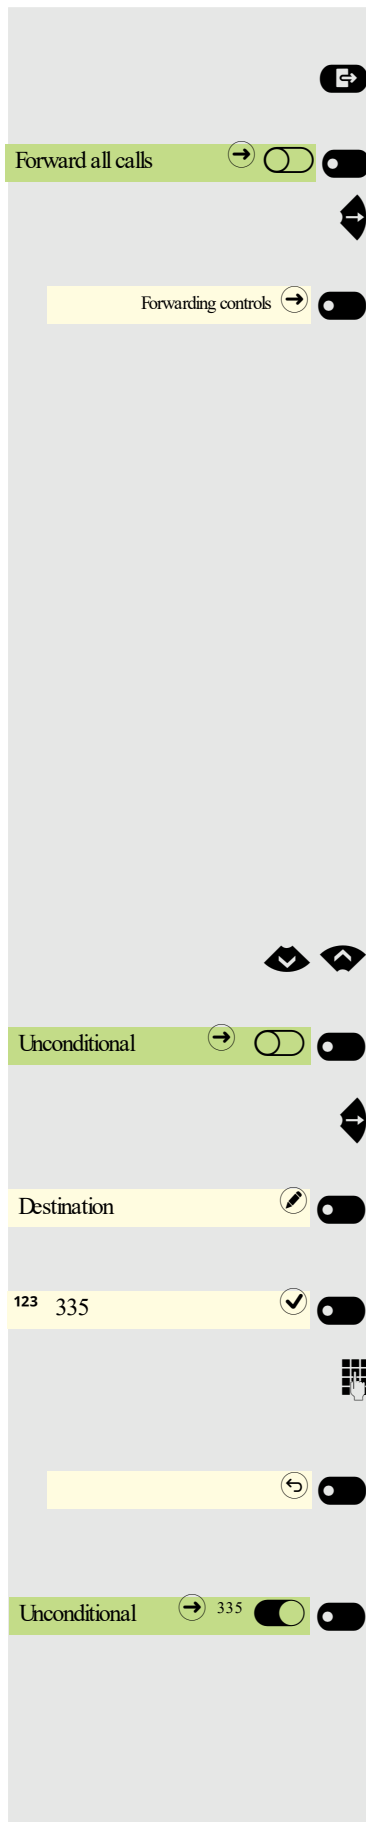 Forward all calls
Forwarding controls
Unconditional
Destination
123 335
Unconditional 335